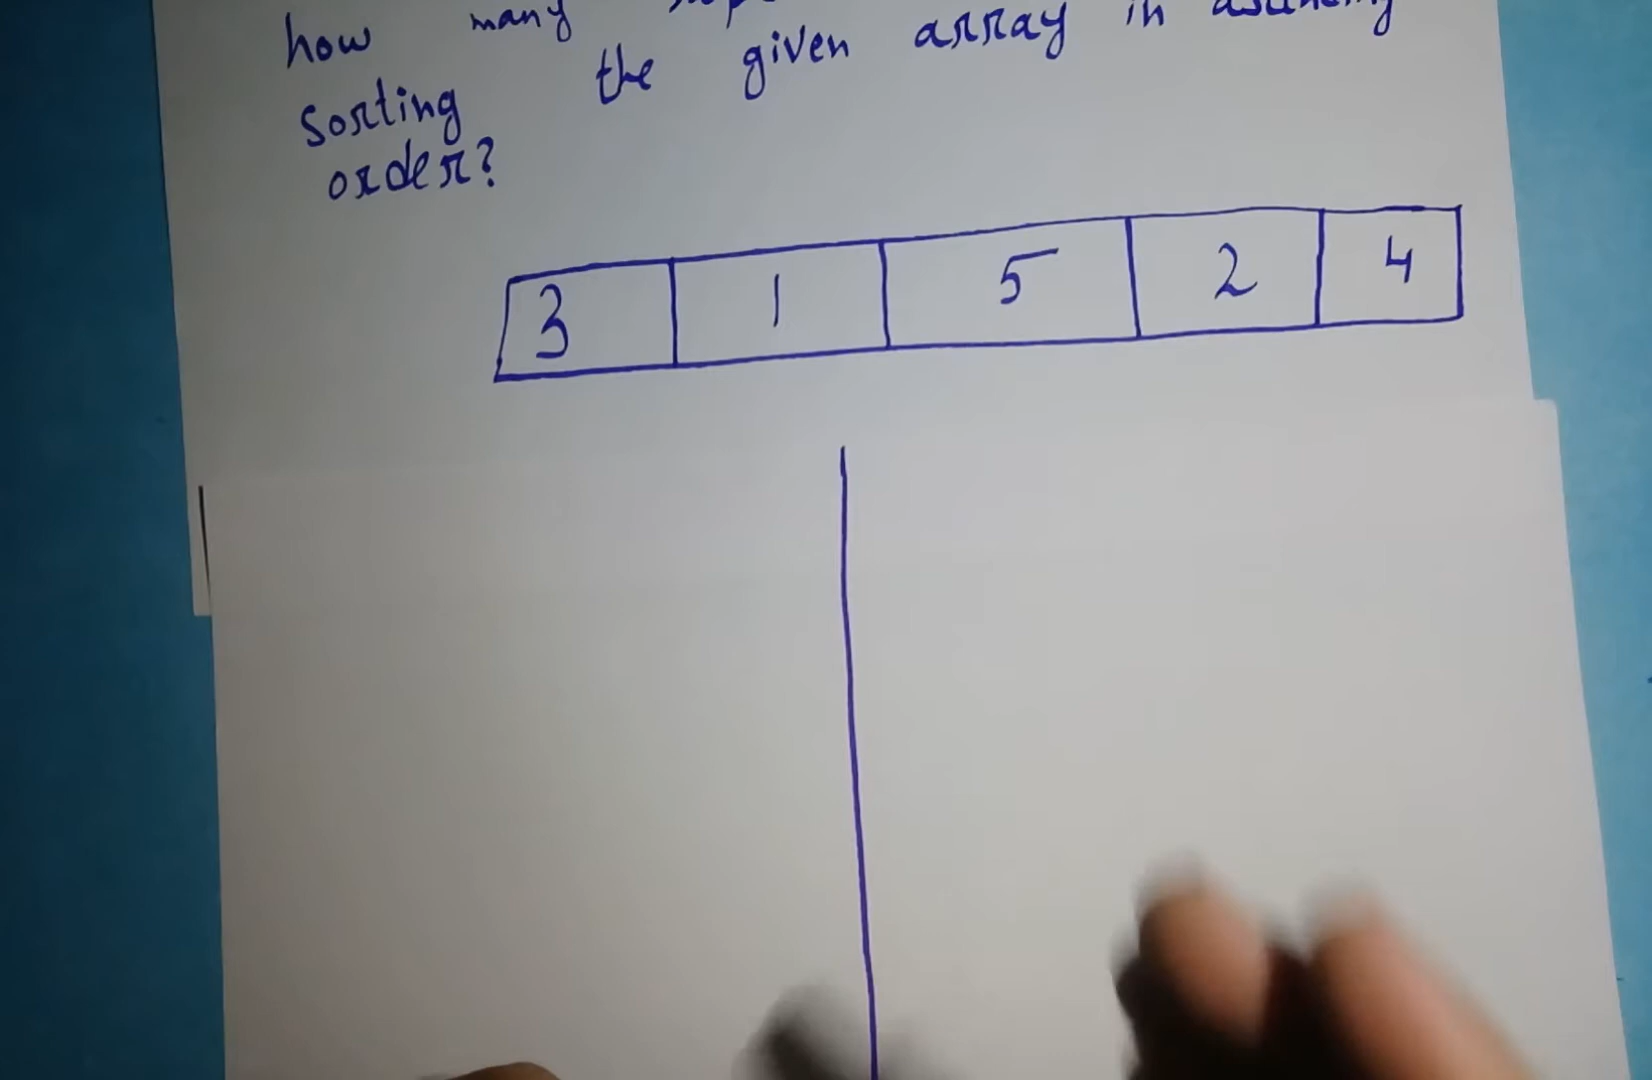 how many
the given array in
sorting
order?
3 1 5 2 4